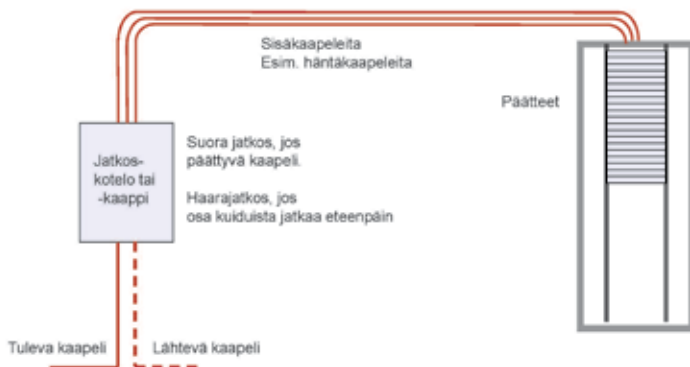 Sisäkaapeleita
Esim. häntäkaapeleita
Päätteet
Jatkos-
kotelo tai
-kaappi
Suora jatkos, jos
päättyvä kaapeli.
Haarajatkos, jos
osa kuiduista jatkaa eteenpäin
Tuleva kaapeli
Lähtevä kaapeli